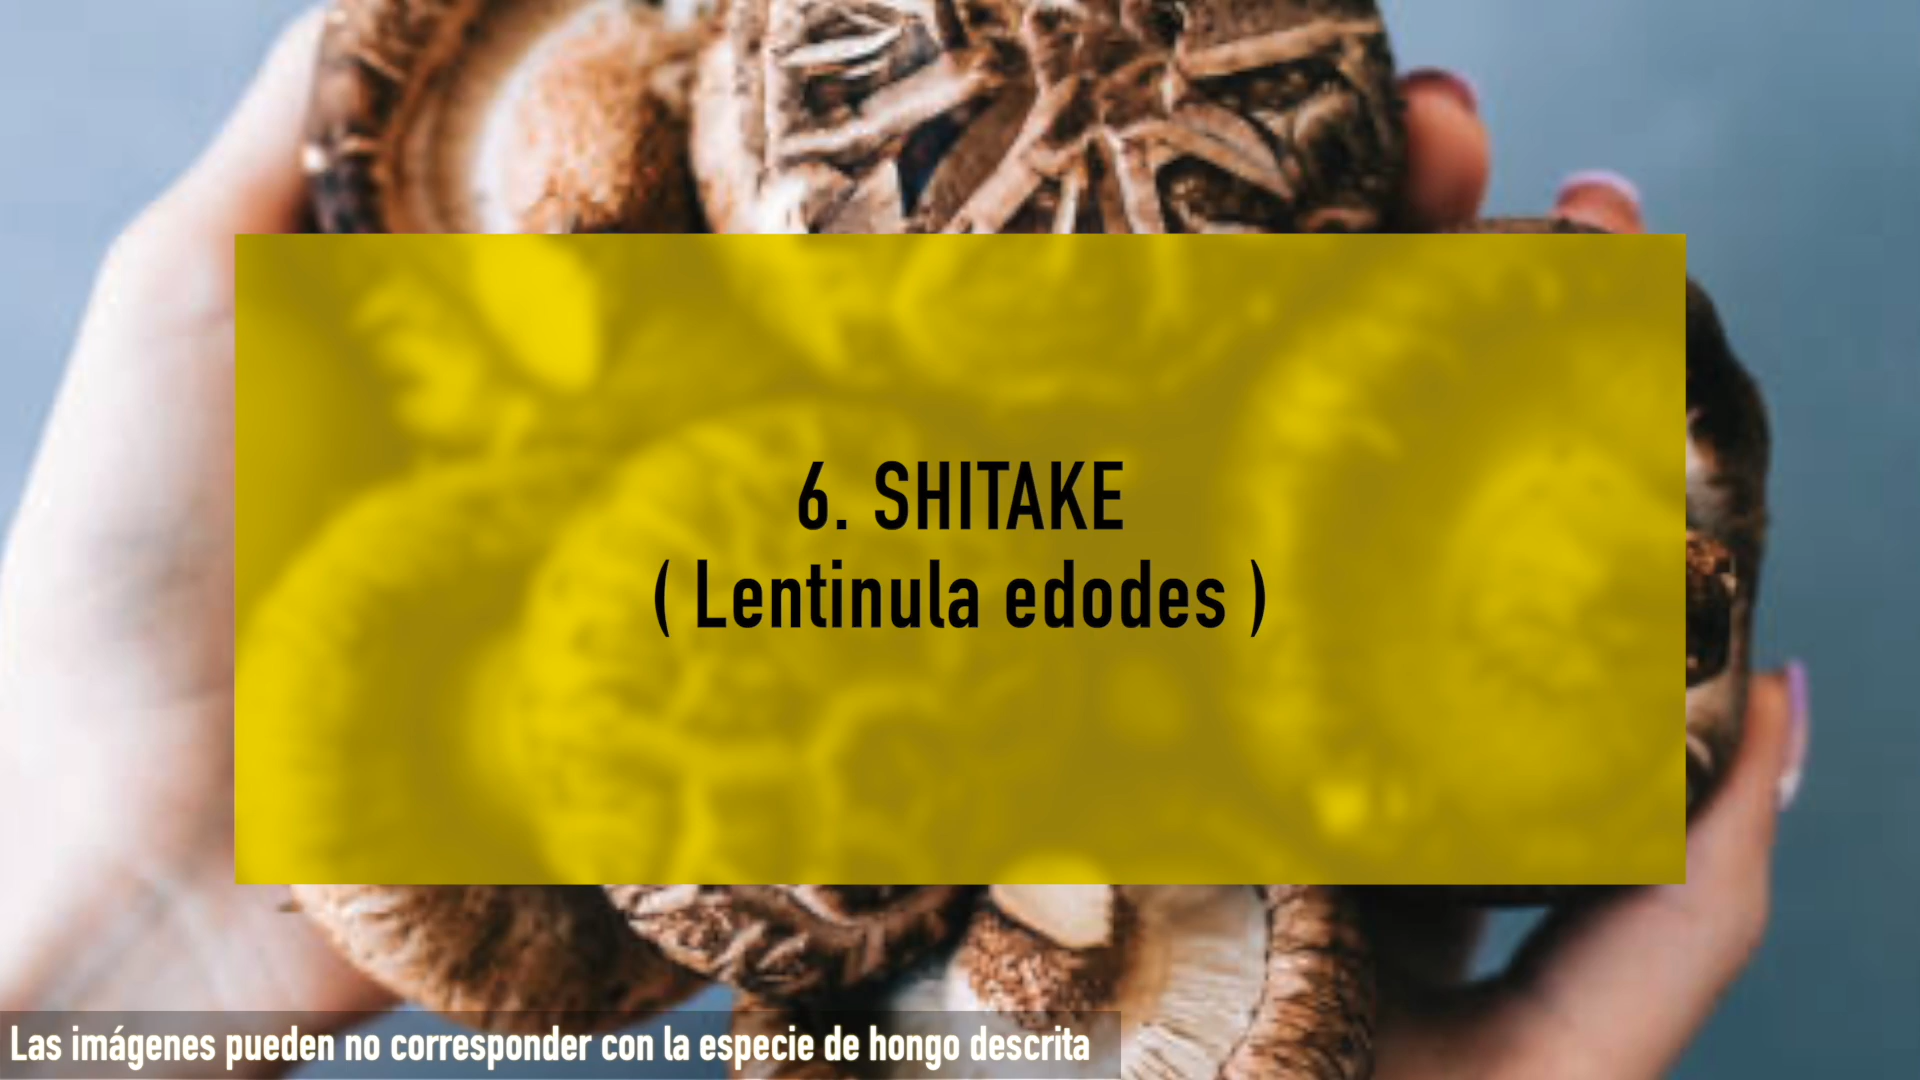 6. SHITAKE
( Lentinula edodes )
Las imágenes pueden no corresponder con la especie de hongo descrita